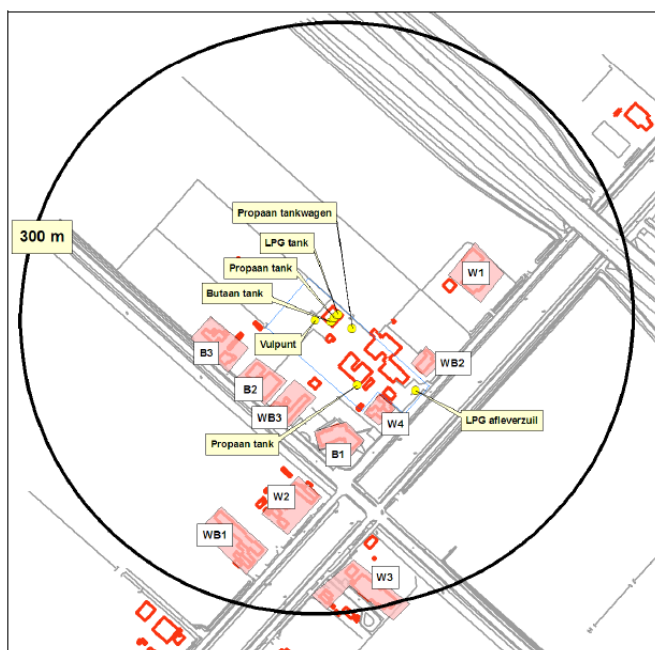 Propaan tankwagen
LPG tank
300 m
Propaan tank
W1
Butaan tank
Vulpunt
B3
WB2
B2
WB3
W4
LPG afleverzuil
Propaan tank
B1
W2
WB1
W3